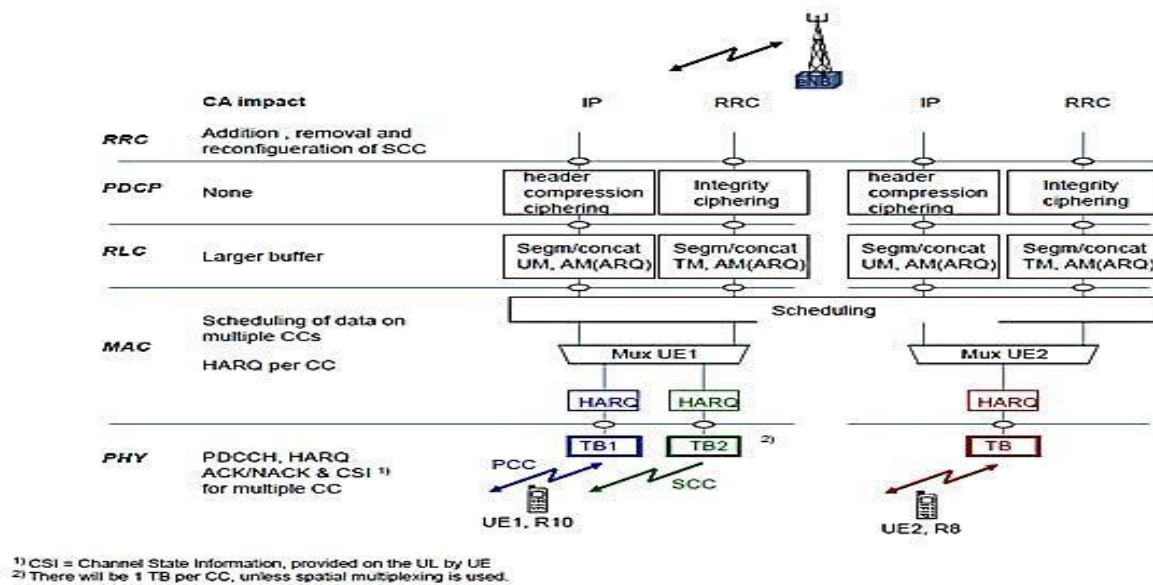 eNB
CA impact IP RRC IP RRC
RRC
Addition , removal and
reconfigueration of SCC
PDCP
None
header
compression
ciphering
Integrity
ciphering
header
compression
ciphering
Integrity
ciphering
RLC
Larger buffer
Segm/concat
UM, AM(ARQ)
Segm/concat
TM, AM(ARQ)
Segm/concat
UM, AM(ARQ)
Segm/concat
TM, AM(ARQ)
MAC
Scheduling of data on
multiple CCs
HARQ per CC
Scheduling
Mux UE1
Mux UE2
HARQ HARQ HARQ
PHY
PDCCH, HARQ
ACK/NACK & CSI 1)
for multiple CC
TB1 TB2 2) TB
PCC
SCC
UE1, R10
UE2, R8
1) CSI = Channel State Information, provided on the UL by UE
2) There will be 1 TB per CC, unless spatial multiplexing is used.